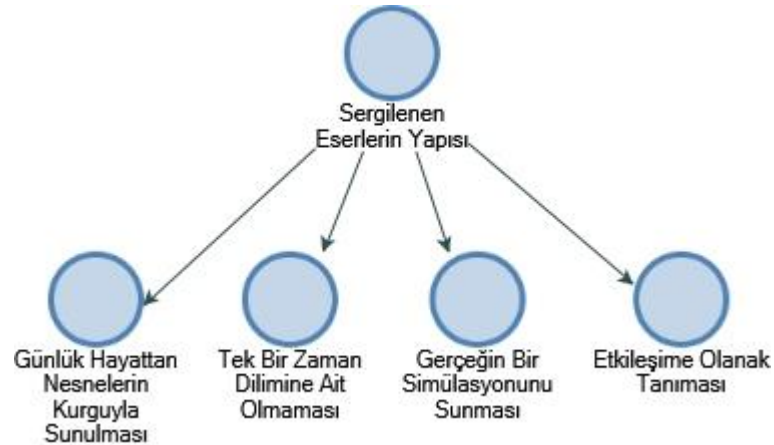 Sergilenen
Eserlerin Yapısı
Günlük Hayattan
Nesnelerin
Kurguyla
Sunulması
Tek Bir Zaman
Dilimine Ait
Olmaması
Gerçeğin Bir
Simülasyonunu
Sunması
Etkileşime Olanak
Tanıması